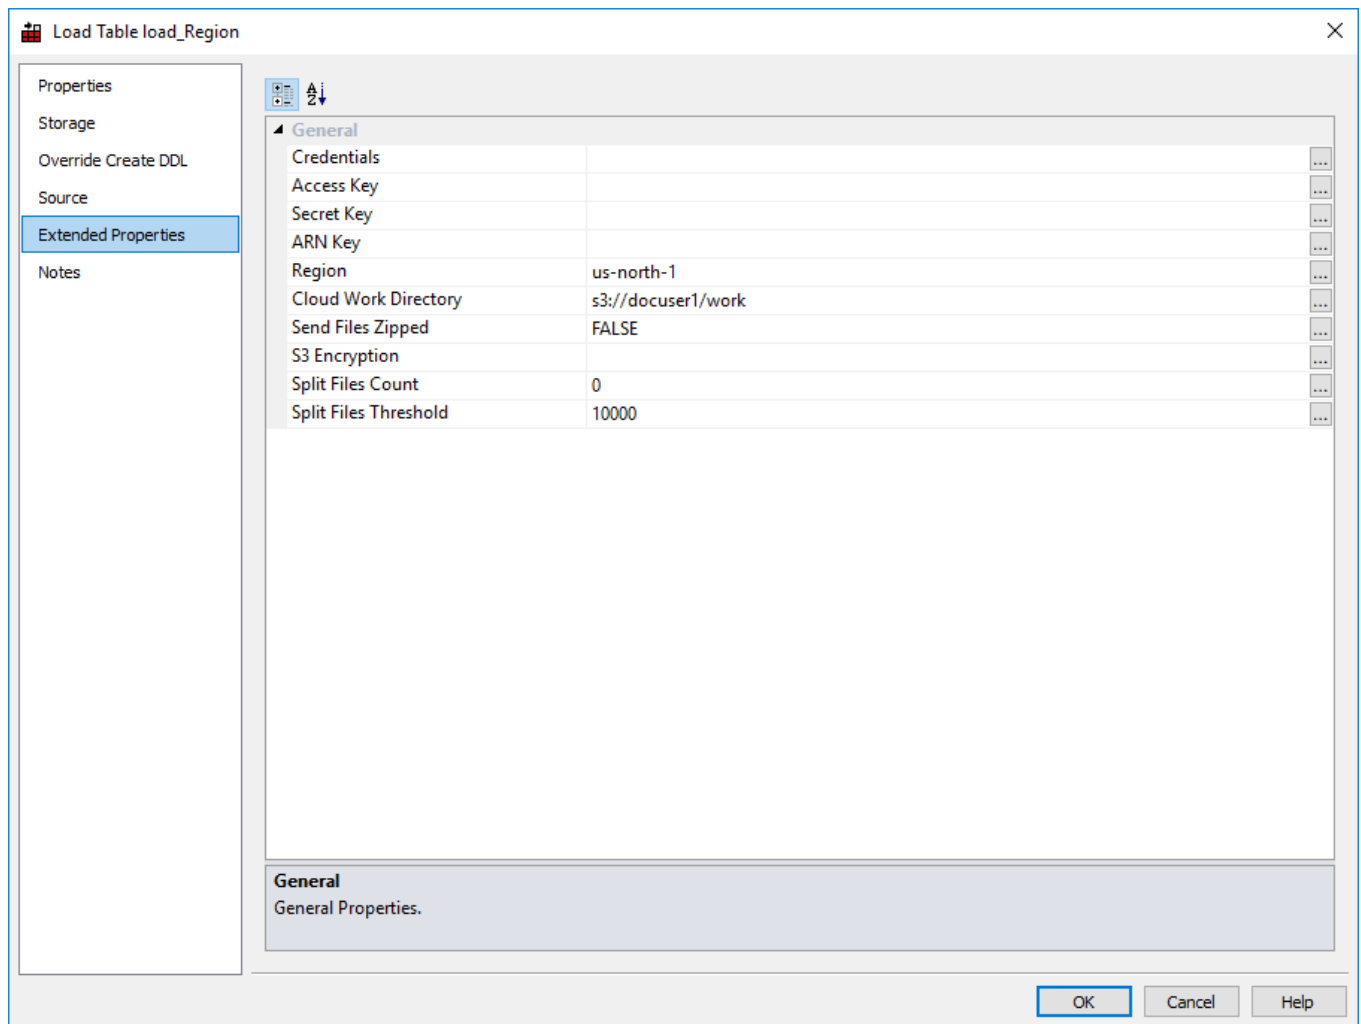 Load Table load_Region
Properties
Storage
Override Create DDL
Source
Extended Properties
Notes
General
Credentials ...
Access Key ...
Secret Key ...
ARN Key ...
Region us-north-1 ...
Cloud Work Directory s3://docuser1/work ...
Send Files Zipped FALSE ...
S3 Encryption ...
Split Files Count 0 ...
Split Files Threshold 10000 ...
General
General Properties.
OK Cancel Help